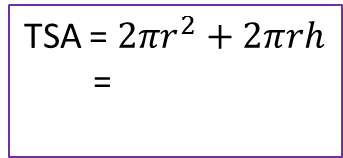 TSA = 2𝜋𝑟² + 2𝜋𝑟ℎ
=